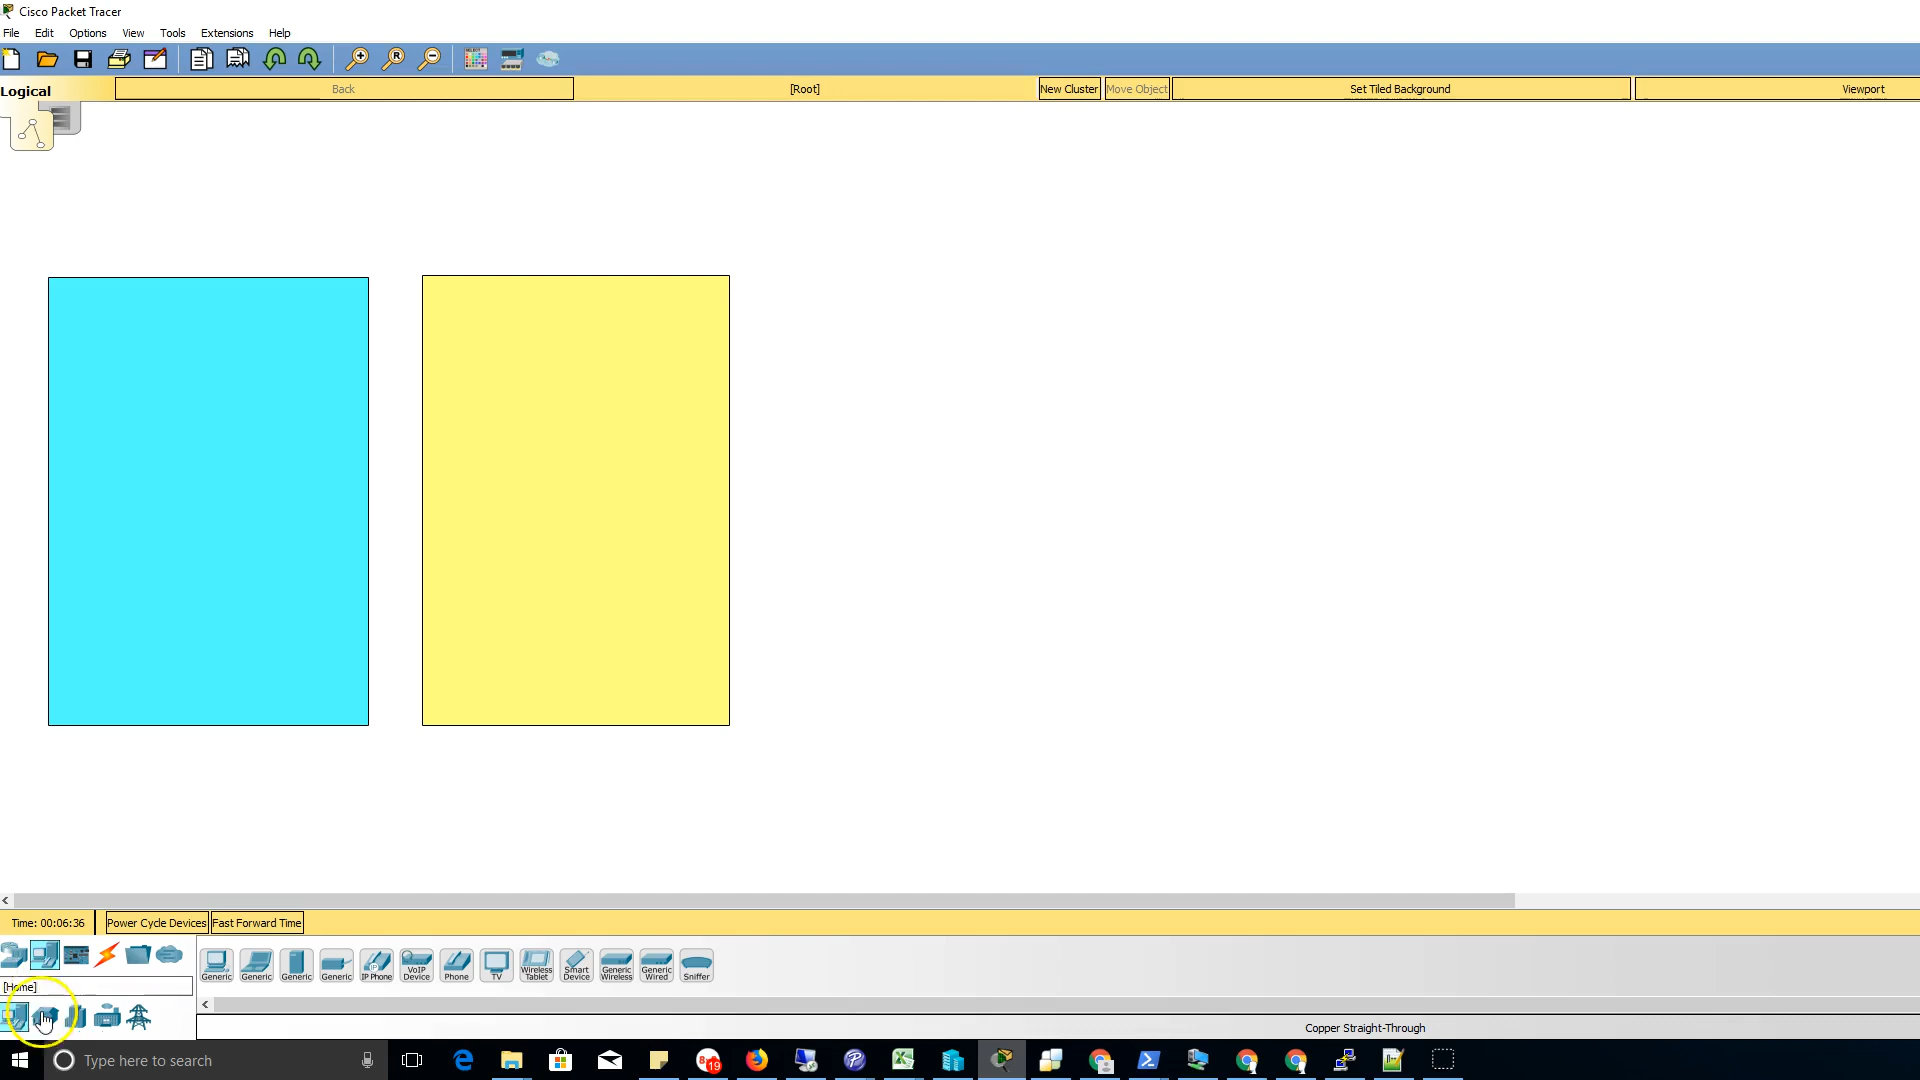 Cisco Packet Tracer
File Edit Options View Tools Extensions Help
Logical Back [Root] New Cluster Move Object Set Tiled Background Viewport
Time: 00:06:36 Power Cycle Devices Fast Forward Time
Generic Generic Generic Generic IP Phone VoIP Device Phone TV Wireless Tablet Smart Device Generic Wireless Generic Wired Sniffer
[Home]
Copper Straight-Through
Type here to search
19